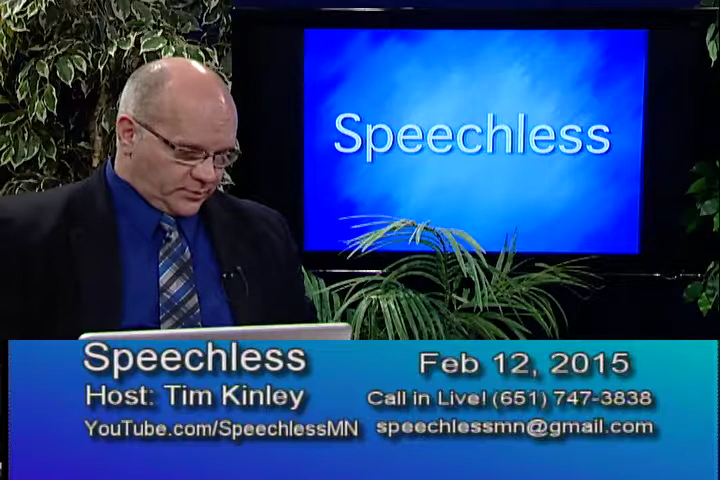 Speechless
Speechless
Feb 12, 2015
Host: Tim Kinley
Call in Live! (651) 747-3838
YouTube.com/SpeechlessMN
speechlessmn@gmail.com